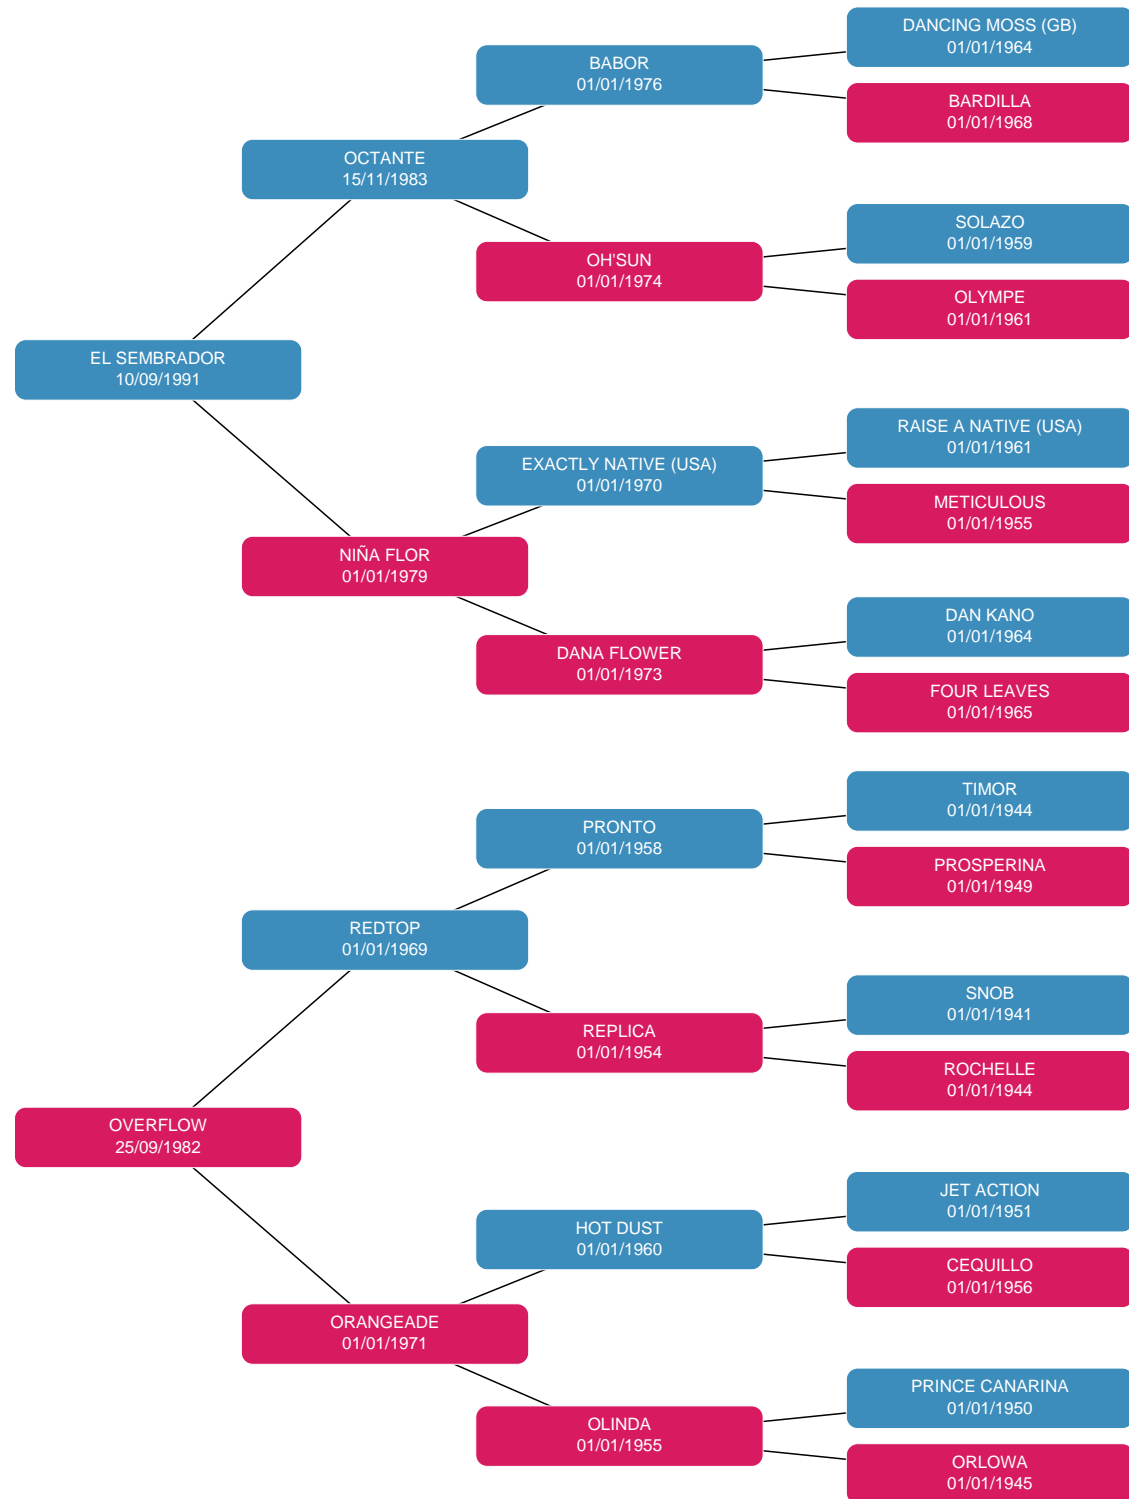 DANCING MOSS (GB)
01/01/1964
BABOR
01/01/1976
BARDILLA
01/01/1968
OCTANTE
15/11/1983
SOLAZO
01/01/1959
OH'SUN
01/01/1974
OLYMPE
01/01/1961
EL SEMBRADOR
10/09/1991
RAISE A NATIVE (USA)
01/01/1961
EXACTLY NATIVE (USA)
01/01/1970
METICULOUS
01/01/1955
NIÑA FLOR
01/01/1979
DAN KANO
01/01/1964
DANA FLOWER
01/01/1973
FOUR LEAVES
01/01/1965
TIMOR
01/01/1944
PRONTO
01/01/1958
PROSPERINA
01/01/1949
REDTOP
01/01/1969
SNOB
01/01/1941
REPLICA
01/01/1954
ROCHELLE
01/01/1944
OVERFLOW
25/09/1982
JET ACTION
01/01/1951
HOT DUST
01/01/1960
CEQUILLO
01/01/1956
ORANGEADE
01/01/1971
PRINCE CANARINA
01/01/1950
OLINDA
01/01/1955
ORLOWA
01/01/1945